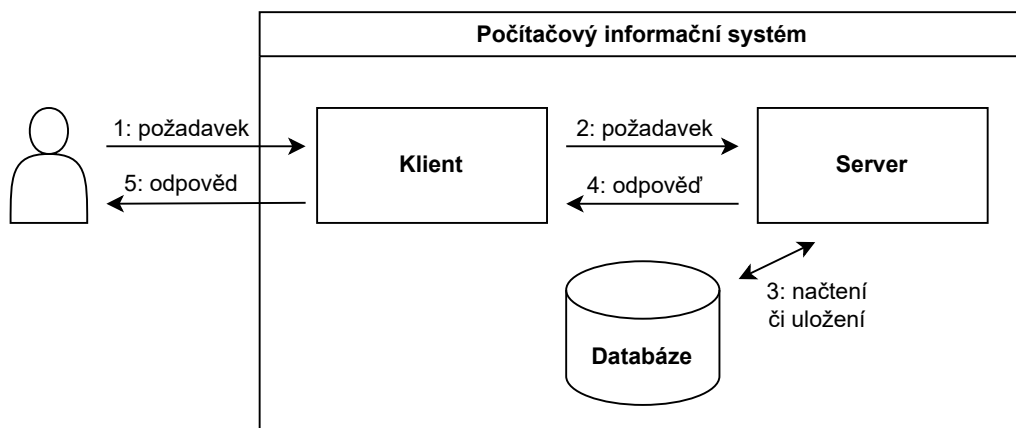 Počítačový informační systém
1: požadavek
2: požadavek
Klient
Server
5: odpověd
4: odpověď
3: načtení
či uložení
Databáze